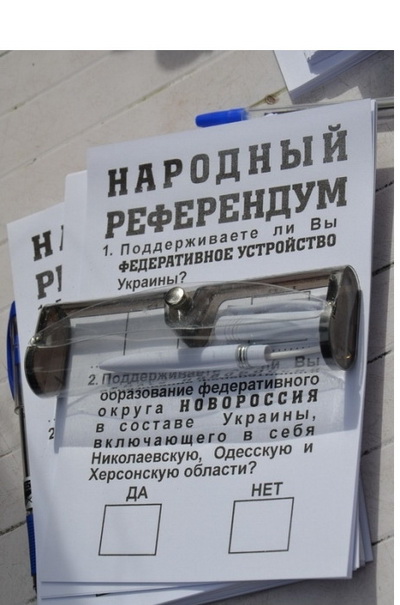 НАРОДНЫЙ
РЕФЕРЕНДУМ
1. Поддерживаете ли Вы
ФЕДЕРАТИВНОЕ УСТРОЙСТВО
Украины?
2. Поддерживаете Вы
образование федеративного
округа НОВОРОССИЯ
в составе Украины,
включающего в себя
Николаевскую, Одесскую и
Херсонскую области?
ДА НЕТ